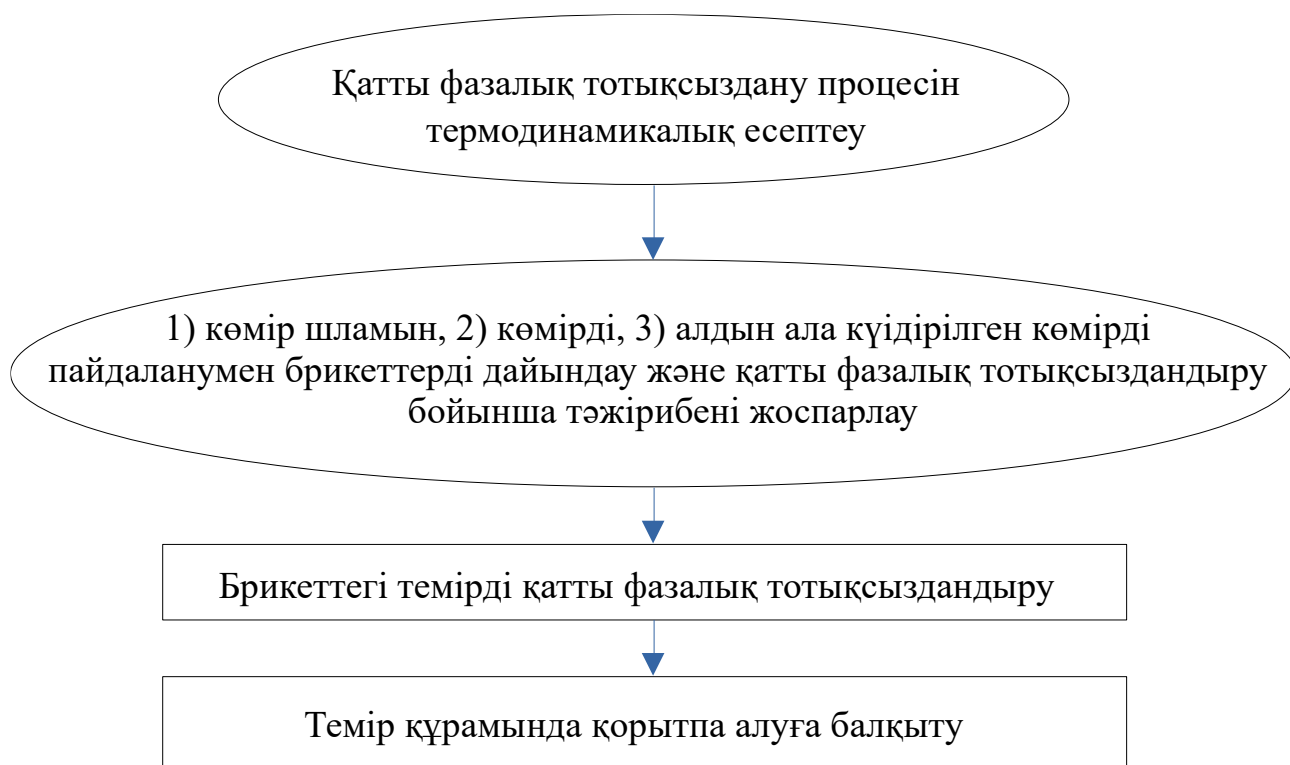 Қатты фазалық тотықсыздану процесін
термодинамикалық есептеу
1) көмір шламын, 2) көмірді, 3) алдын ала күідірілген көмірді
пайдаланумен брикеттерді дайындау және қатты фазалық тотықсыздандыру
бойынша тәжірибені жоспарлау
Брикеттегі темірді қатты фазалық тотықсыздандыру
Темір құрамында қорытпа алуға балқыту